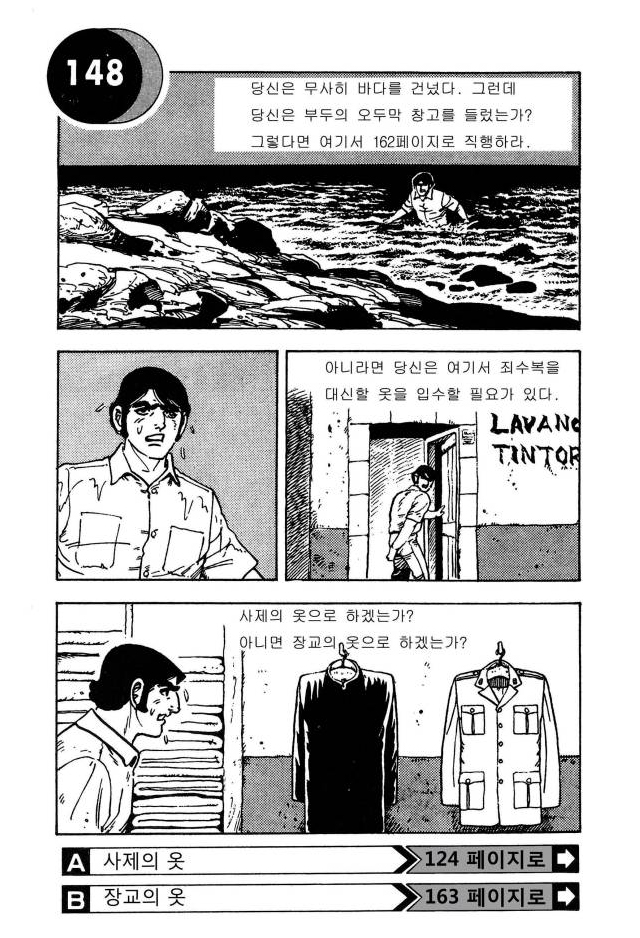 148
당신은 무사히 바다를 건넜다. 그런데
당신은 부두의 오두막 창고를 들렀는가?
그렇다면 여기서 162페이지로 직행하라.
아니라면 당신은 여기서 죄수복을
대신할 옷을 입수할 필요가 있다.
LAVANC
TINTOR
사제의 옷으로 하겠는가?
아니면 장교의 옷으로 하겠는가?
A 사제의 옷 124 페이지로
B 장교의 옷 163 페이지로